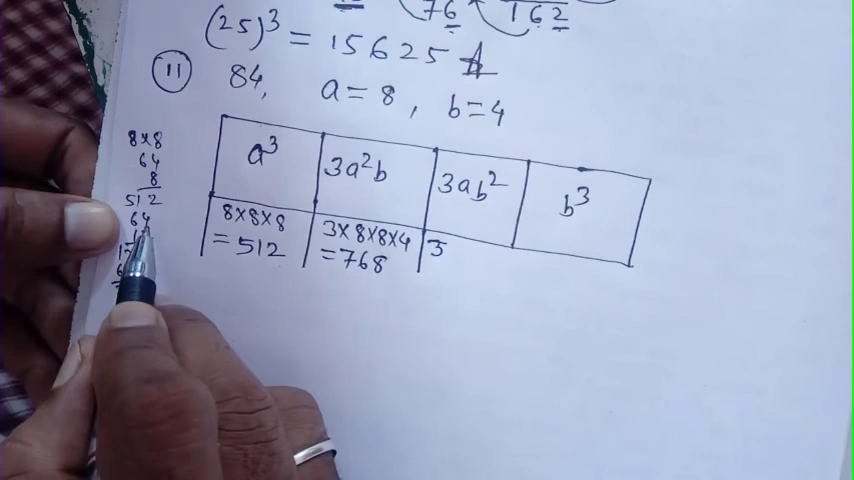 76 162
(25)³ = 15625
(11) 84, a = 8, b = 4
a³ 3a²b 3ab² b³
8×8×8 3×8×8×4 3
= 512 = 768
8×8
64
8
512
64